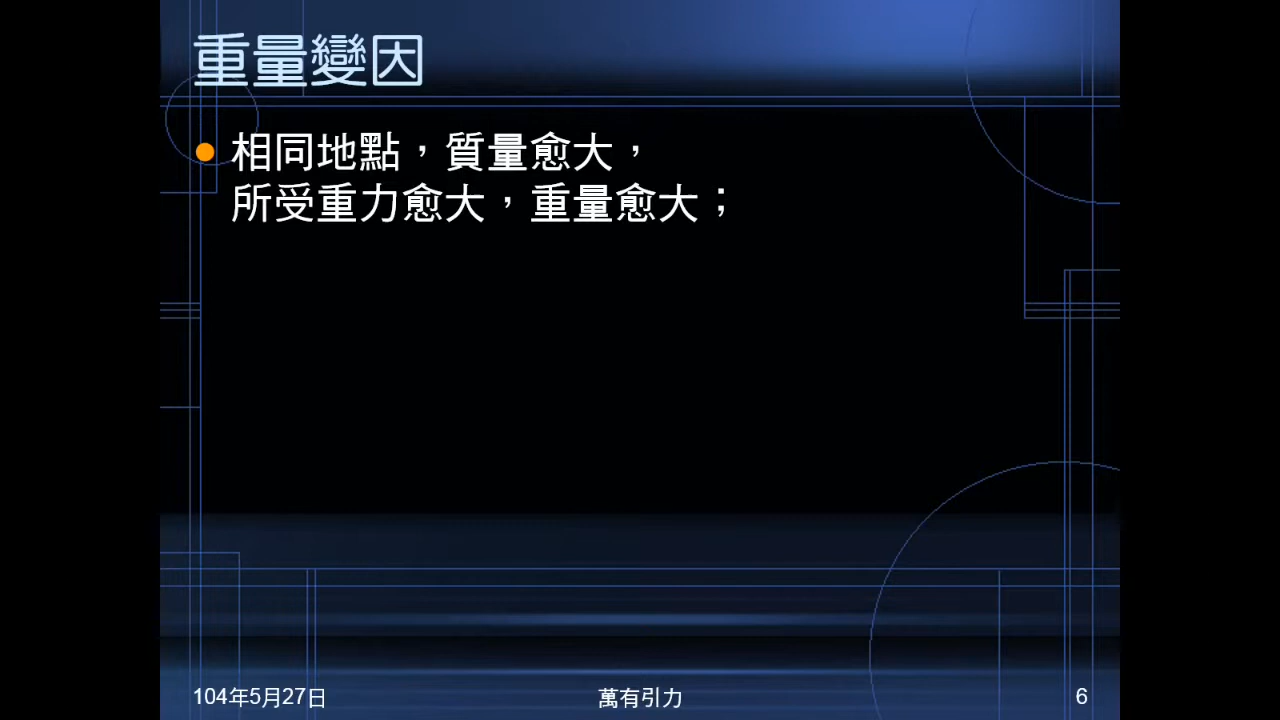 重量變因
相同地點，質量愈大，
所受重力愈大，重量愈大；
104年5月27日
萬有引力
6